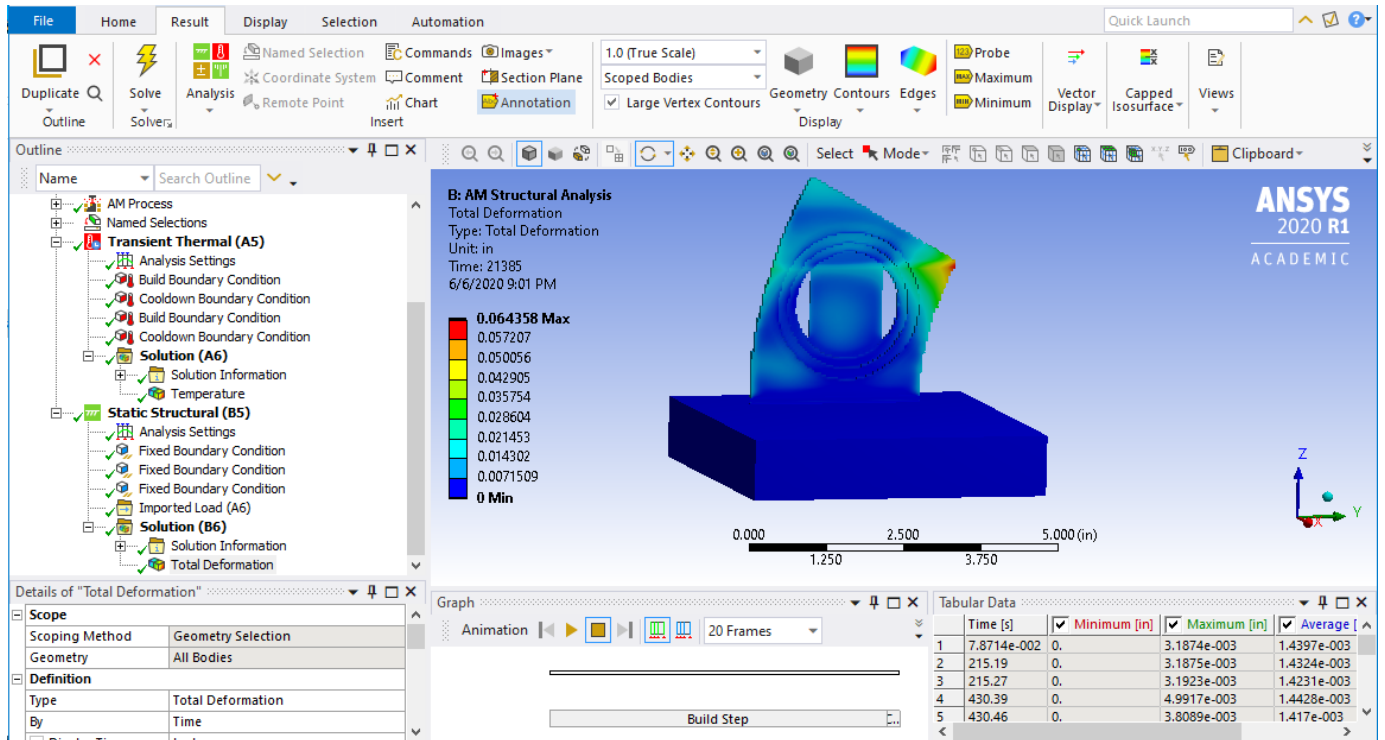 File Home Result Display Selection Automation Quick Launch
Duplicate
Outline
Solve
Solver
Analysis
Named Selection
Coordinate System
Remote Point
Commands
Comment
Chart
Images
Section Plane
Annotation
Insert
1.0 (True Scale)
Scoped Bodies
Large Vertex Contours
Geometry Contours Edges
Probe
Maximum
Minimum
Display
Vector Display
Capped Isosurface
Views
Outline
Name Search Outline
AM Process
Named Selections
Transient Thermal (A5)
Analysis Settings
Build Boundary Condition
Cooldown Boundary Condition
Build Boundary Condition
Cooldown Boundary Condition
Solution (A6)
Solution Information
Temperature
Static Structural (B5)
Analysis Settings
Fixed Boundary Condition
Fixed Boundary Condition
Fixed Boundary Condition
Imported Load (A6)
Solution (B6)
Solution Information
Total Deformation
Select Mode Clipboard
B: AM Structural Analysis
Total Deformation
Type: Total Deformation
Unit: in
Time: 21385
6/6/2020 9:01 PM
0.064358 Max
0.057207
0.050056
0.042905
0.035754
0.028604
0.021453
0.014302
0.0071509
0 Min
ANSYS
2020 R1
ACADEMIC
Z
Y
X
0.000 2.500 5.000 (in)
1.250 3.750
Details of "Total Deformation"
Scope
Scoping Method Geometry Selection
Geometry All Bodies
Definition
Type Total Deformation
By Time
Graph
Animation 20 Frames
Build Step C...
Tabular Data
Time [s] Minimum [in] Maximum [in] Average [
1 7.8714e-002 0. 3.1874e-003 1.4397e-003
2 215.19 0. 3.1875e-003 1.4324e-003
3 215.27 0. 3.1923e-003 1.4231e-003
4 430.39 0. 4.9917e-003 1.4428e-003
5 430.46 0. 3.8089e-003 1.417e-003